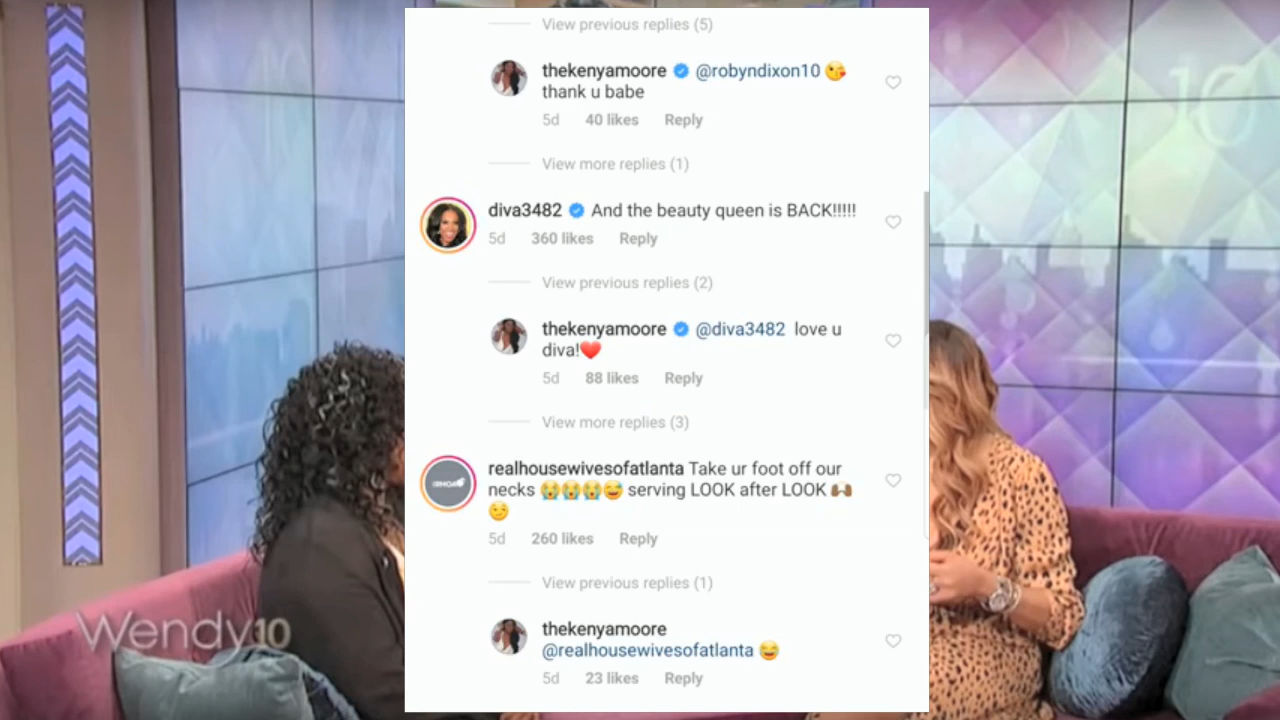 View previous replies (5)
thekenyamoore @robyndixon10 😘
thank u babe
5d 40 likes Reply
View more replies (1)
diva3482 And the beauty queen is BACK!!!!!
5d 360 likes Reply
View previous replies (2)
thekenyamoore @diva3482 love u
diva!❤️
5d 88 likes Reply
View more replies (3)
realhousewivesofatlanta Take ur foot off our
necks 😭😭😭😅 serving LOOK after LOOK 🙌🏾
😏
5d 260 likes Reply
View previous replies (1)
thekenyamoore
@realhousewivesofatlanta 😂
5d 23 likes Reply
Wendy10
10